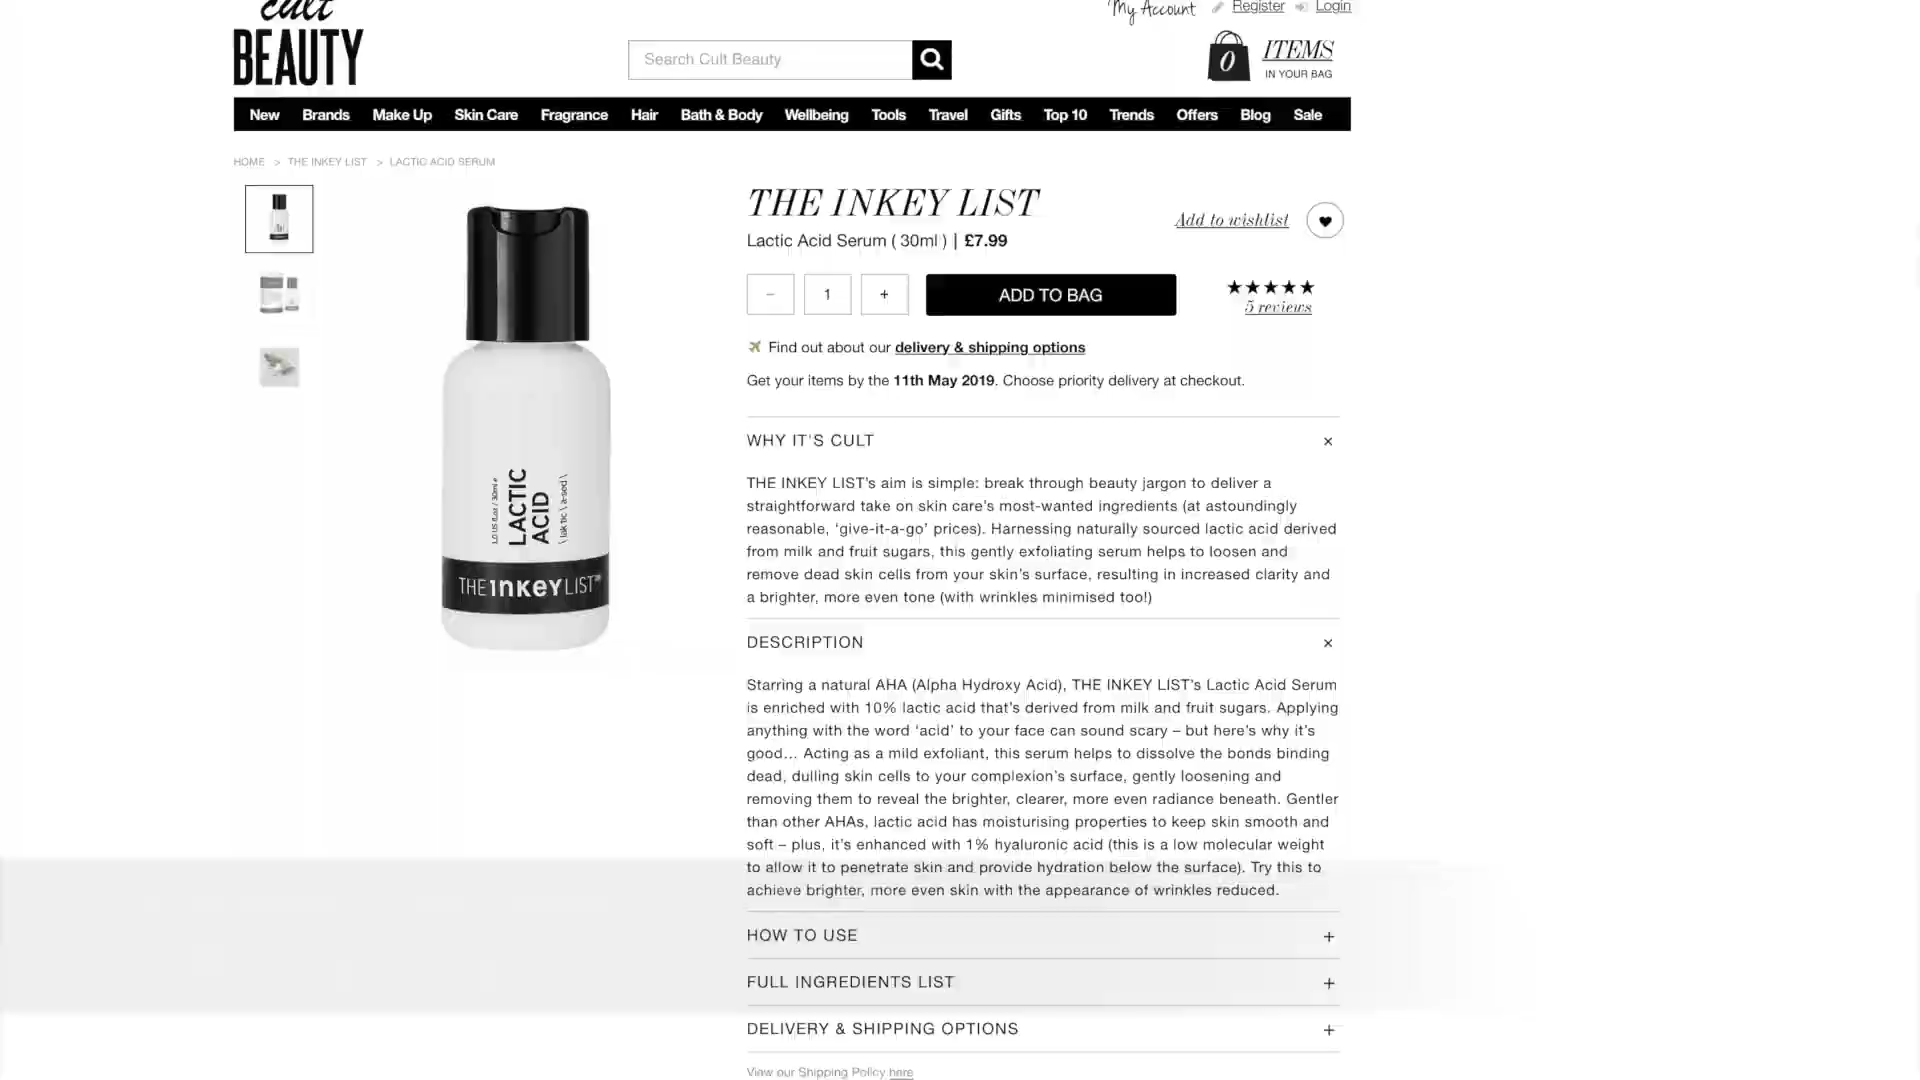 cult
BEAUTY
My Account Register Login
Search Cult Beauty
0 ITEMS
IN YOUR BAG
New Brands Make Up Skin Care Fragrance Hair Bath & Body Wellbeing Tools Travel Gifts Top 10 Trends Offers Blog Sale
HOME > THE INKEY LIST > LACTIC ACID SERUM
THE INKEY LIST
Add to wishlist
Lactic Acid Serum ( 30ml ) | £7.99
− 1 + ADD TO BAG
5 reviews
Find out about our delivery & shipping options
Get your items by the 11th May 2019. Choose priority delivery at checkout.
1.0 US fl.oz / 30ml e
LACTIC
ACID
\ lak tic \ a-sed \
THE INKEY LIST™
WHY IT'S CULT
THE INKEY LIST's aim is simple: break through beauty jargon to deliver a
straightforward take on skin care's most-wanted ingredients (at astoundingly
reasonable, 'give-it-a-go' prices). Harnessing naturally sourced lactic acid derived
from milk and fruit sugars, this gently exfoliating serum helps to loosen and
remove dead skin cells from your skin's surface, resulting in increased clarity and
a brighter, more even tone (with wrinkles minimised too!)
DESCRIPTION
Starring a natural AHA (Alpha Hydroxy Acid), THE INKEY LIST's Lactic Acid Serum
is enriched with 10% lactic acid that's derived from milk and fruit sugars. Applying
anything with the word 'acid' to your face can sound scary – but here's why it's
good… Acting as a mild exfoliant, this serum helps to dissolve the bonds binding
dead, dulling skin cells to your complexion's surface, gently loosening and
removing them to reveal the brighter, clearer, more even radiance beneath. Gentler
than other AHAs, lactic acid has moisturising properties to keep skin smooth and
soft – plus, it's enhanced with 1% hyaluronic acid (this is a low molecular weight
to allow it to penetrate skin and provide hydration below the surface). Try this to
achieve brighter, more even skin with the appearance of wrinkles reduced.
HOW TO USE +
FULL INGREDIENTS LIST +
DELIVERY & SHIPPING OPTIONS +
View our Shipping Policy here